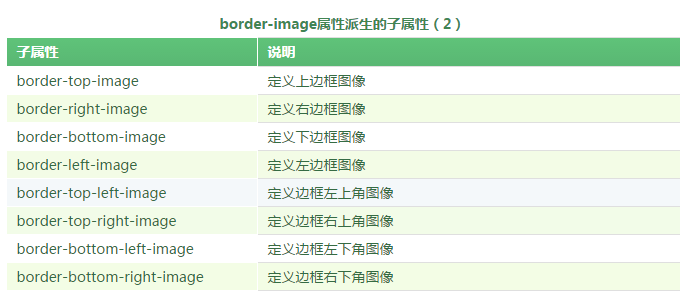 border-image属性派生的子属性（2）
子属性 说明
border-top-image 定义上边框图像
border-right-image 定义右边框图像
border-bottom-image 定义下边框图像
border-left-image 定义左边框图像
border-top-left-image 定义边框左上角图像
border-top-right-image 定义边框右上角图像
border-bottom-left-image 定义边框左下角图像
border-bottom-right-image 定义边框右下角图像